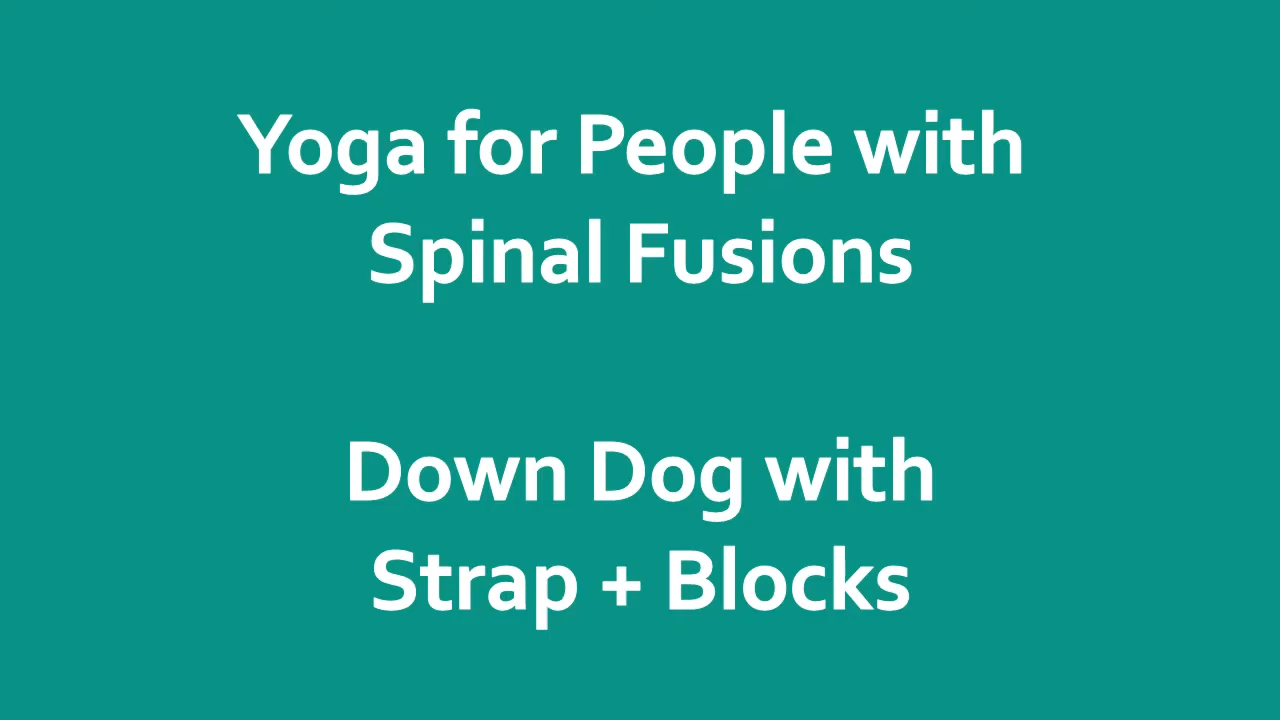 Yoga for People with
Spinal Fusions
Down Dog with
Strap + Blocks